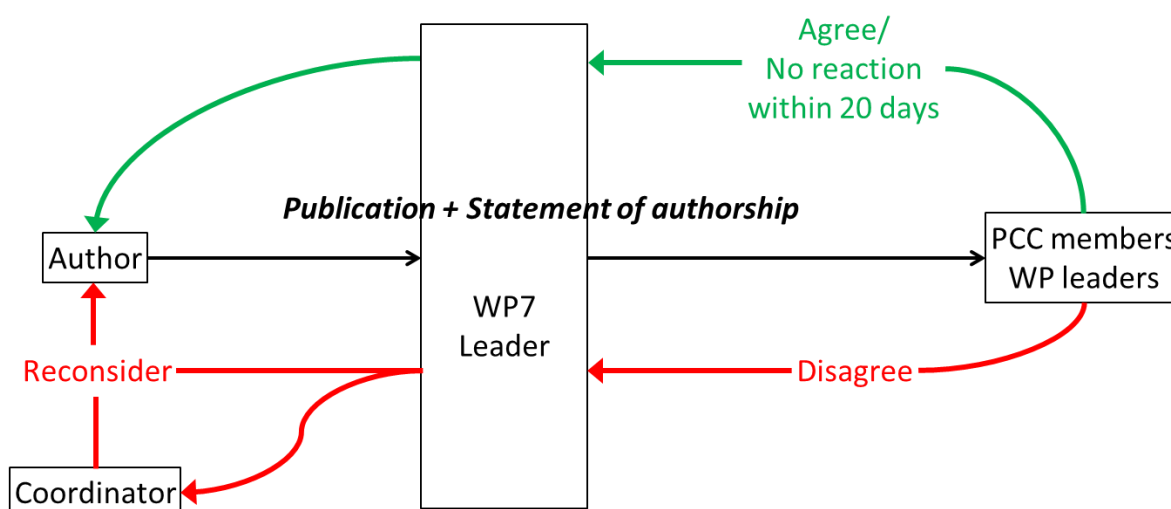 Agree/
No reaction
within 20 days
Publication + Statement of authorship
Author
PCC members
WP leaders
WP7
Leader
Reconsider
Disagree
Coordinator